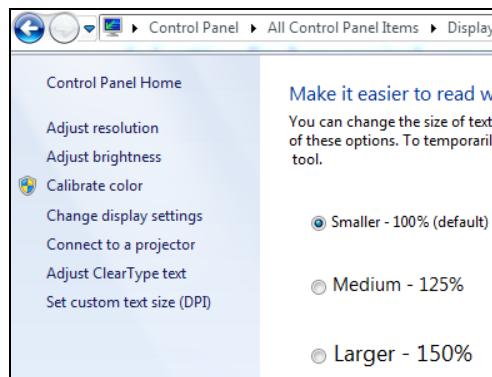 Control Panel All Control Panel Items Display
Control Panel Home
Adjust resolution
Adjust brightness
Calibrate color
Change display settings
Connect to a projector
Adjust ClearType text
Set custom text size (DPI)
Make it easier to read
You can change the size of text
of these options. To
tool.
Smaller - 100% (default)
Medium - 125%
Larger - 150%